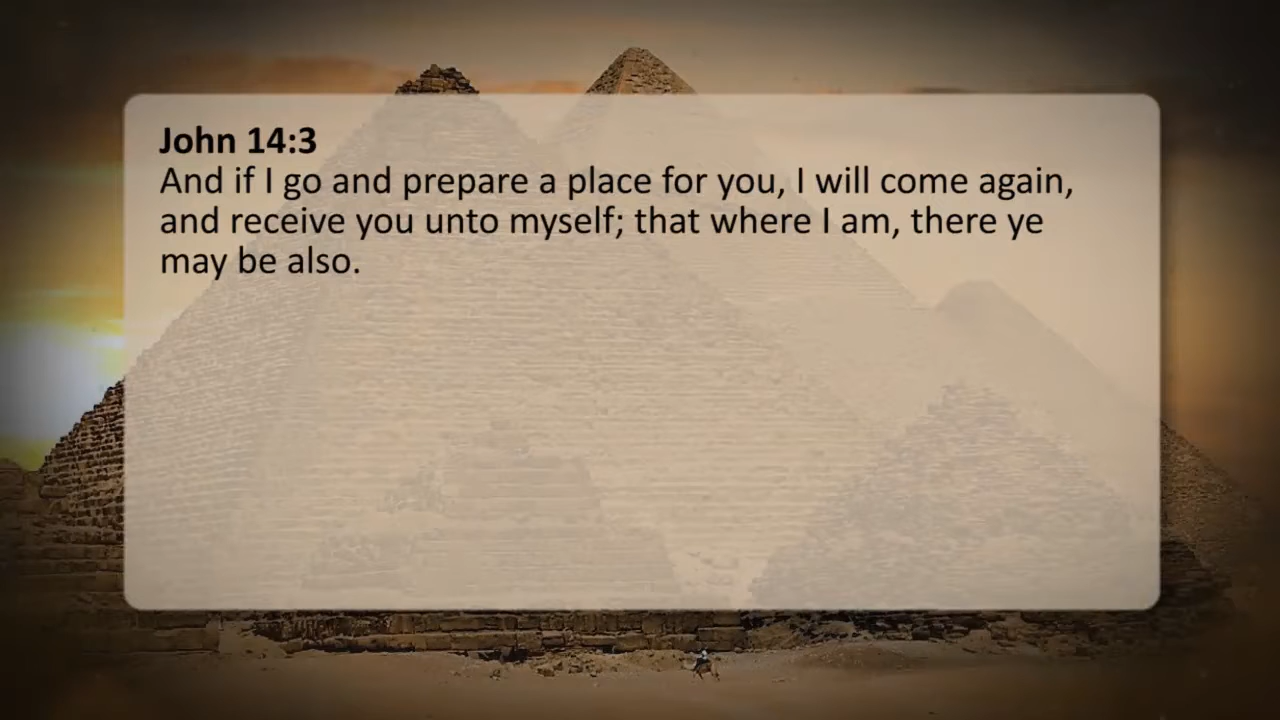 John 14:3
And if I go and prepare a place for you, I will come again,
and receive you unto myself; that where I am, there ye
may be also.